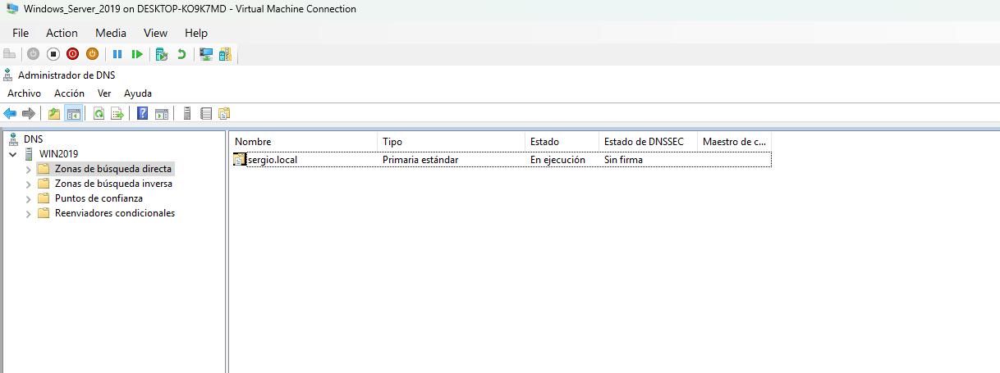 Windows_Server_2019 on DESKTOP-KO9K7MD - Virtual Machine Connection
File Action Media View Help
Administrador de DNS
Archivo Acción Ver Ayuda
DNS
WIN2019
Zonas de búsqueda directa
Zonas de búsqueda inversa
Puntos de confianza
Reenviadores condicionales
Nombre Tipo Estado Estado de DNSSEC Maestro de c...
sergio.local Primaria estándar En ejecución Sin firma